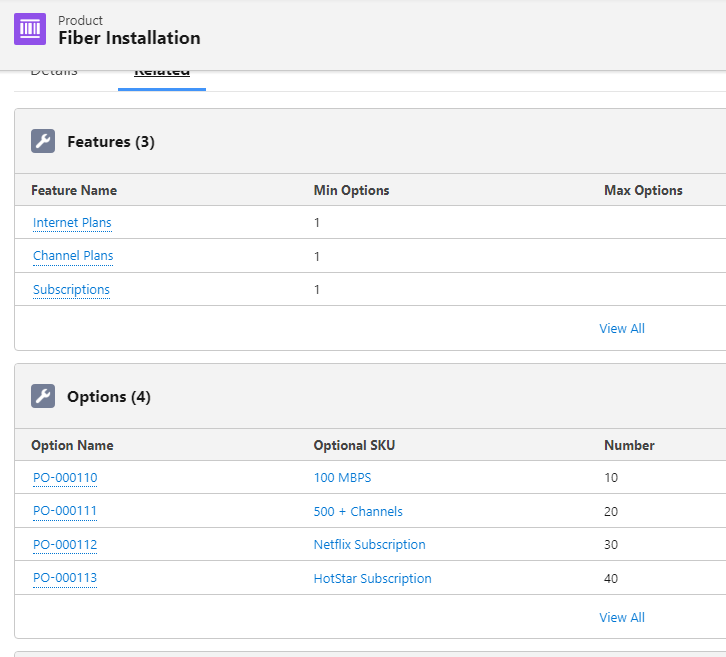 Product
Fiber Installation
Details Related
Features (3)
Feature Name Min Options Max Options
Internet Plans 1
Channel Plans 1
Subscriptions 1
View All
Options (4)
Option Name Optional SKU Number
PO-000110 100 MBPS 10
PO-000111 500 + Channels 20
PO-000112 Netflix Subscription 30
PO-000113 HotStar Subscription 40
View All